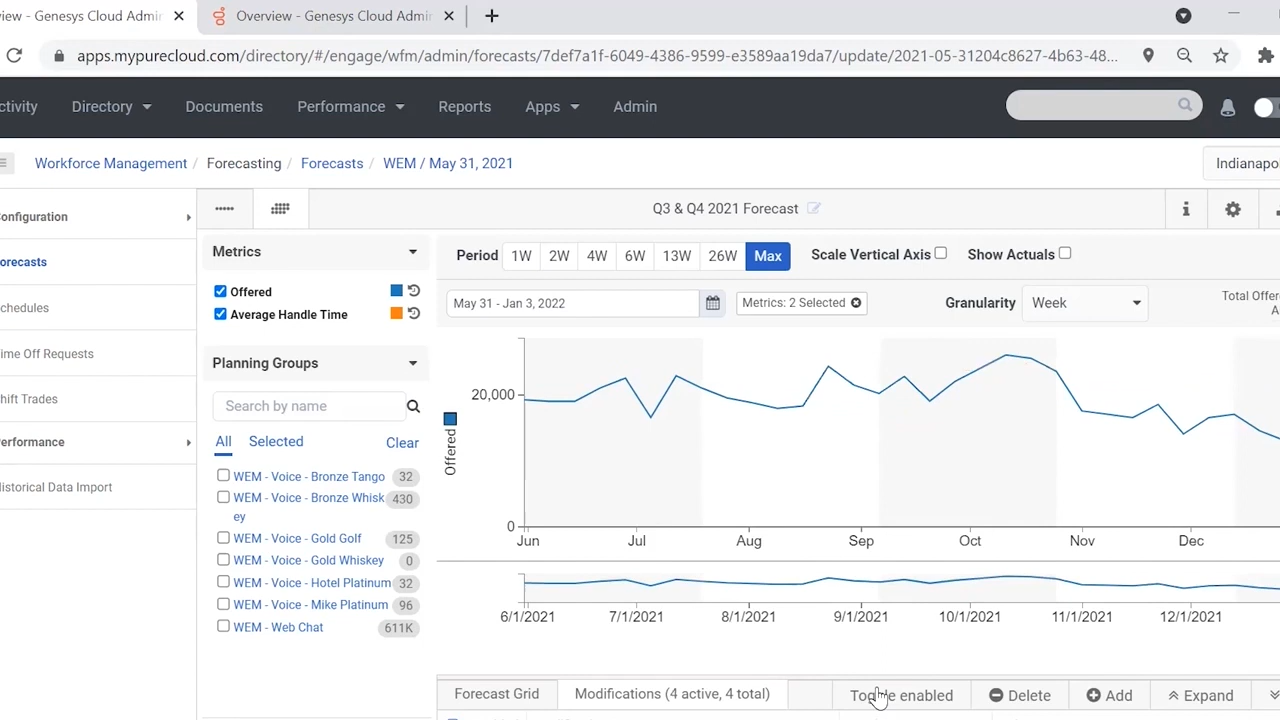 view - Genesys Cloud Admin
Overview - Genesys Cloud Admin
apps.mypurecloud.com/directory/#/engage/wfm/admin/forecasts/7def7a1f-6049-4386-9599-e3589aa19da7/update/2021-05-31204c8627-4b63-48...
ctivity Directory Documents Performance Reports Apps Admin
Workforce Management / Forecasting / Forecasts / WEM / May 31, 2021
Indianapo
onfiguration
orecasts
chedules
ime Off Requests
hift Trades
erformance
istorical Data Import
Q3 & Q4 2021 Forecast
Metrics
Offered
Average Handle Time
Planning Groups
Search by name
All Selected Clear
WEM - Voice - Bronze Tango 32
WEM - Voice - Bronze Whisk 430
ey
WEM - Voice - Gold Golf 125
WEM - Voice - Gold Whiskey 0
WEM - Voice - Hotel Platinum 32
WEM - Voice - Mike Platinum 96
WEM - Web Chat 611K
Period 1W 2W 4W 6W 13W 26W Max Scale Vertical Axis Show Actuals
May 31 - Jan 3, 2022 Metrics: 2 Selected Granularity Week
Total Offer
A
20,000
Offered
0
Jun Jul Aug Sep Oct Nov Dec
6/1/2021 7/1/2021 8/1/2021 9/1/2021 10/1/2021 11/1/2021 12/1/2021
Forecast Grid Modifications (4 active, 4 total) Toggle enabled Delete Add Expand